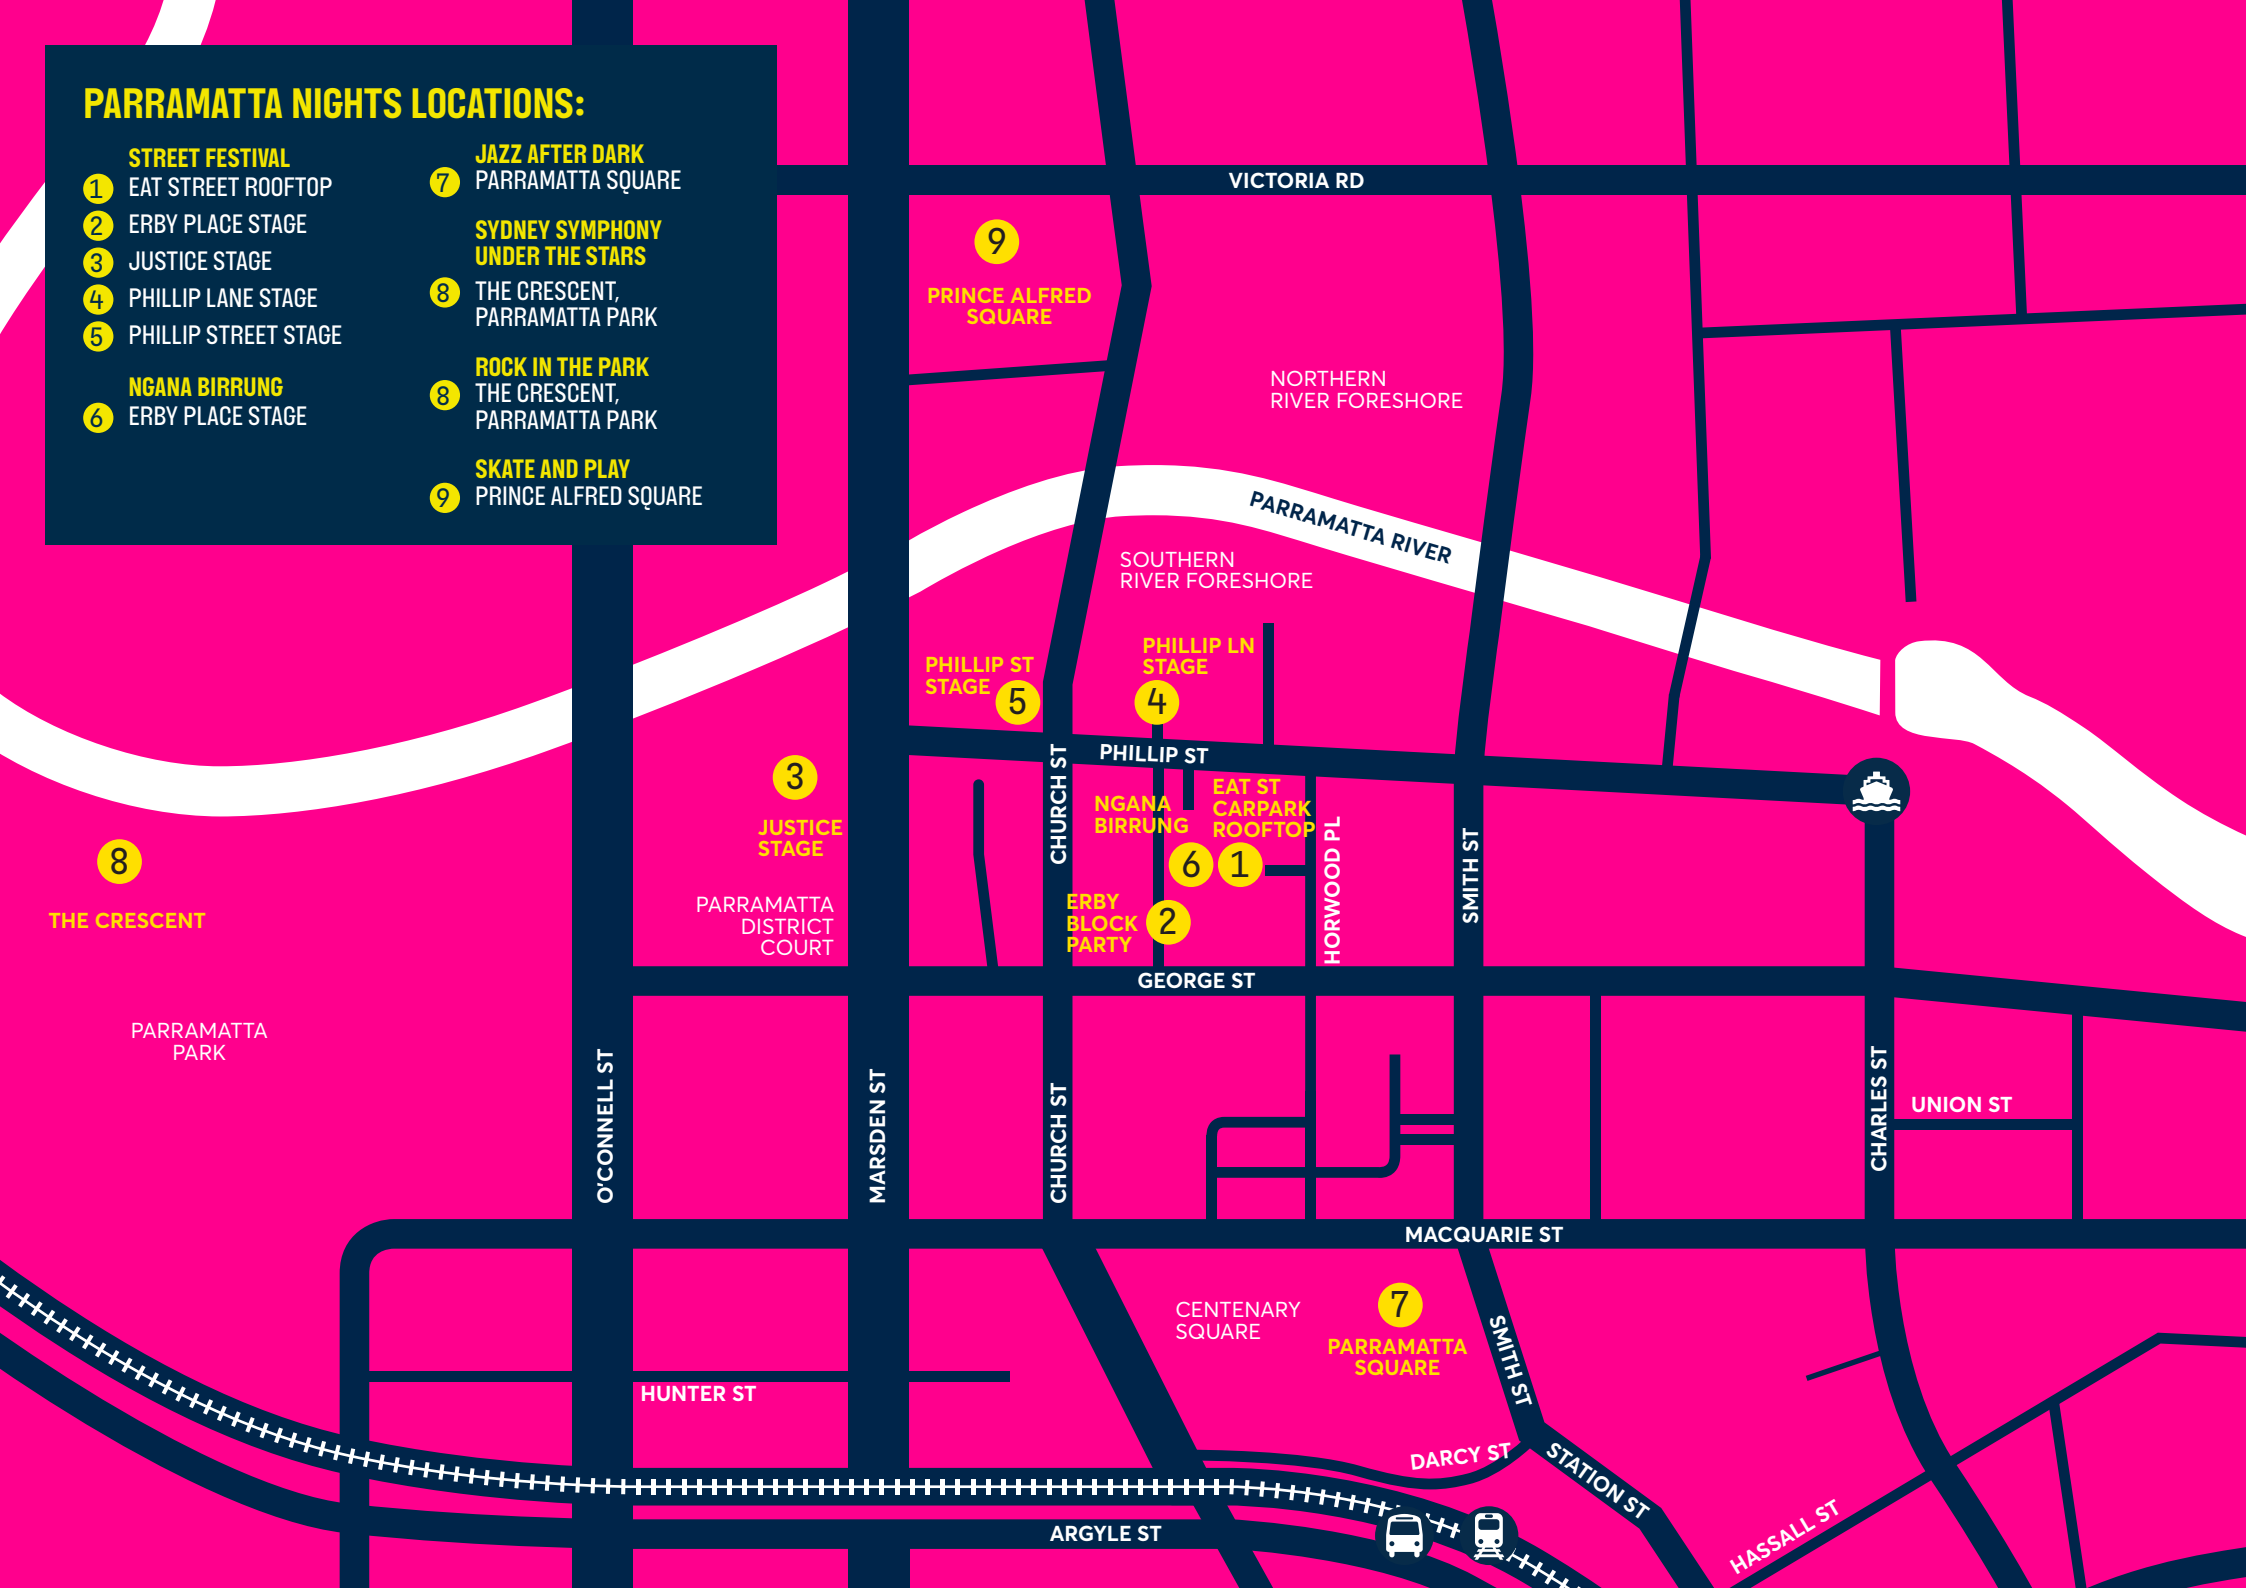 PARRAMATTA NIGHTS LOCATIONS:
STREET FESTIVAL
1 EAT STREET ROOFTOP
2 ERBY PLACE STAGE
3 JUSTICE STAGE
4 PHILLIP LANE STAGE
5 PHILLIP STREET STAGE
NGANA BIRRUNG
6 ERBY PLACE STAGE
JAZZ AFTER DARK
7 PARRAMATTA SQUARE
SYDNEY SYMPHONY
UNDER THE STARS
8 THE CRESCENT,
PARRAMATTA PARK
ROCK IN THE PARK
8 THE CRESCENT,
PARRAMATTA PARK
SKATE AND PLAY
9 PRINCE ALFRED SQUARE
VICTORIA RD
9
PRINCE ALFRED
SQUARE
NORTHERN
RIVER FORESHORE
PARRAMATTA RIVER
SOUTHERN
RIVER FORESHORE
PHILLIP ST
STAGE
5
PHILLIP LN
STAGE
4
PHILLIP ST
CHURCH ST
3
JUSTICE
STAGE
NGANA
BIRRUNG
6
EAT ST
CARPARK
ROOFTOP
1
HORWOOD PL
SMITH ST
8
THE CRESCENT
PARRAMATTA
DISTRICT
COURT
ERBY
BLOCK
PARTY
2
GEORGE ST
PARRAMATTA
PARK
O'CONNELL ST
MARSDEN ST
CHURCH ST
CHARLES ST
UNION ST
MACQUARIE ST
CENTENARY
SQUARE
7
PARRAMATTA
SQUARE
SMITH ST
HUNTER ST
DARCY ST
STATION ST
HASSALL ST
ARGYLE ST